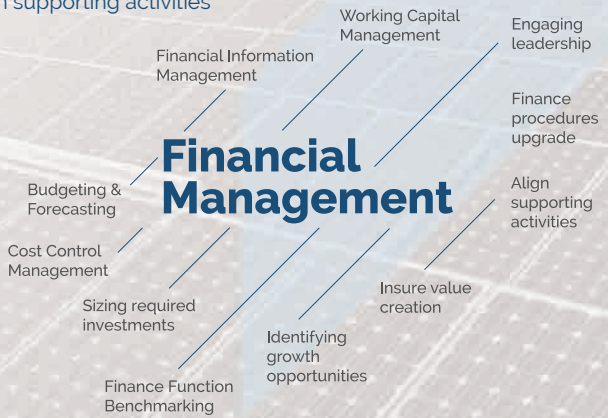 supporting activities
Working Capital
Management
Engaging
leadership
Financial Information
Management
Finance
procedures
upgrade
Financial
Management
Budgeting &
Forecasting
Align
supporting
activities
Cost Control
Management
Insure value
creation
Sizing required
investments
Identifying
growth
opportunities
Finance Function
Benchmarking